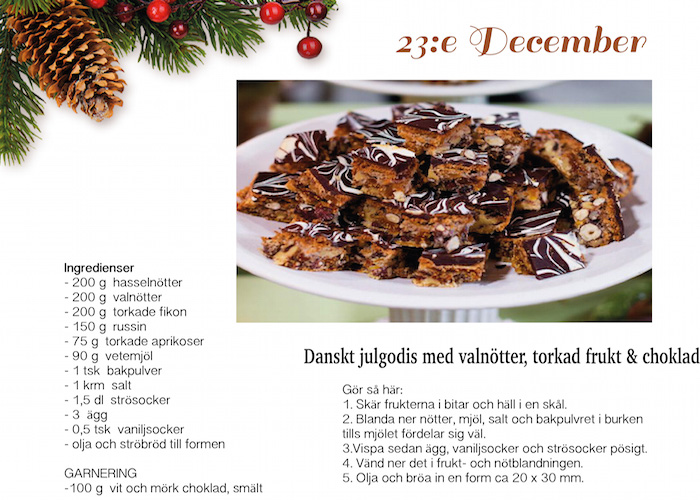 23:e December
Ingredienser
- 200 g hasselnötter
- 200 g valnötter
- 200 g torkade fikon
- 150 g russin
- 75 g torkade aprikoser
- 90 g vetemjöl
- 1 tsk bakpulver
- 1 krm salt
- 1,5 dl strösocker
- 3 ägg
- 0,5 tsk vaniljsocker
- olja och ströbröd till formen
GARNERING
-100 g vit och mörk choklad, smält
Danskt julgodis med valnötter, torkad frukt & choklad
Gör så här:
1. Skär frukterna i bitar och häll i en skål.
2. Blanda ner nötter, mjöl, salt och bakpulvret i burken
tills mjölet fördelar sig väl.
3.Vispa sedan ägg, vaniljsocker och strösocker pösigt.
4. Vänd ner det i frukt- och nötblandningen.
5. Olja och bröa in en form ca 20 x 30 mm.